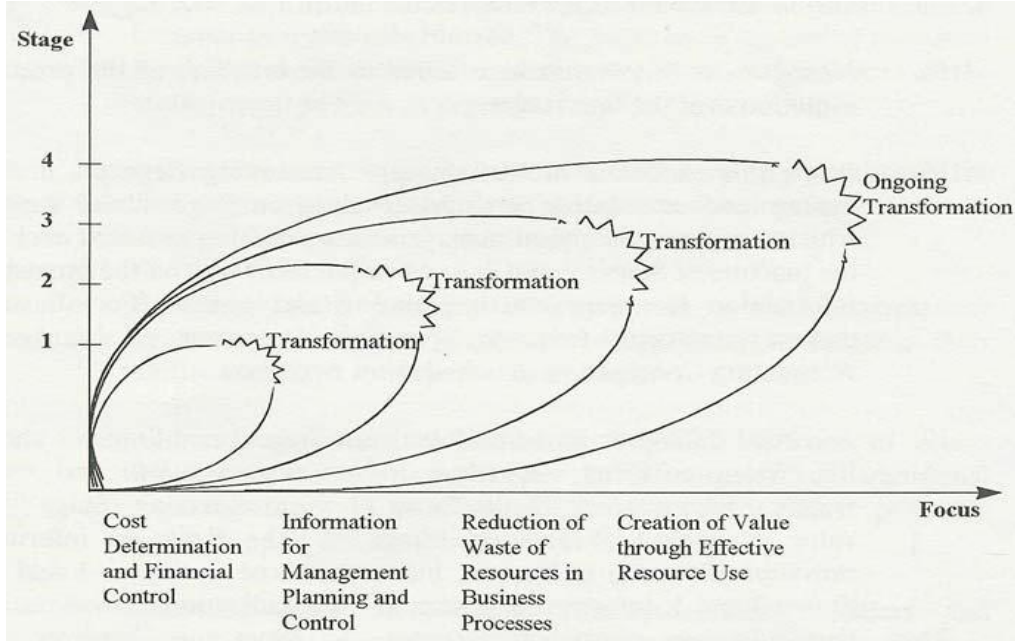 Stage
4
Ongoing
Transformation
3
Transformation
2
Transformation
1
Transformation
Focus
Cost
Determination
and Financial
Control
Information
for
Management
Planning and
Control
Reduction of
Waste of
Resources in
Business
Processes
Creation of Value
through Effective
Resource Use